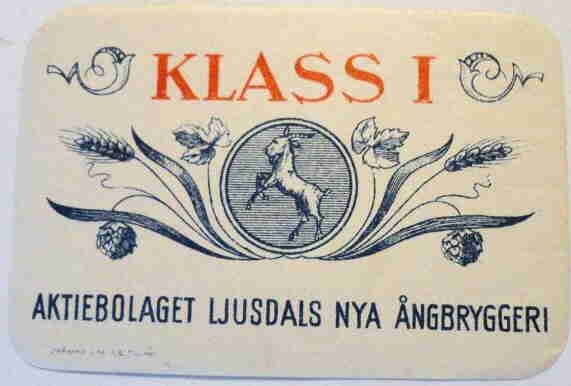 KLASS I
AKTIEBOLAGET LJUSDALS NYA ÅNGBRYGGERI